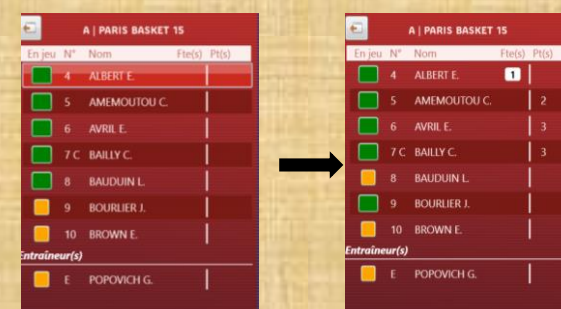 A | PARIS BASKET 15
En jeu N° Nom Fte(s) Pt(s)
4 ALBERT E.
5 AMEMOUTOU C.
6 AVRIL E.
7 C BAILLY C.
8 BAUDUIN L.
9 BOURLIER J.
10 BROWN E.
Entraîneur(s)
E POPOVICH G.
A | PARIS BASKET 15
En jeu N° Nom Fte(s) Pt(s)
4 ALBERT E. 1
5 AMEMOUTOU C. 2
6 AVRIL E. 3
7 C BAILLY C. 3
8 BAUDUIN L.
9 BOURLIER J.
10 BROWN E.
Entraîneur(s)
E POPOVICH G.